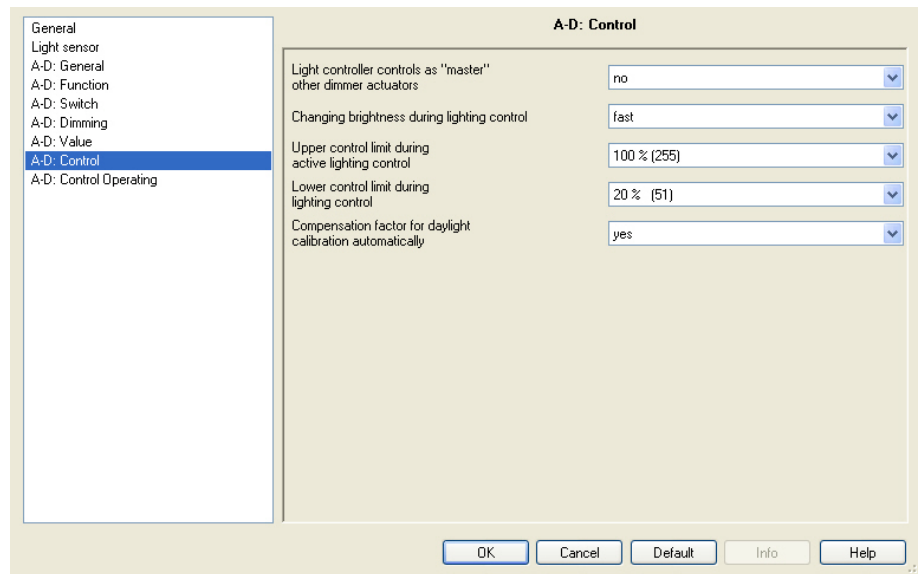 General
Light sensor
A-D: General
A-D: Function
A-D: Switch
A-D: Dimming
A-D: Value
A-D: Control
A-D: Control Operating
A-D: Control
Light controller controls as "master"
other dimmer actuators
no
Changing brightness during lighting control
fast
Upper control limit during
active lighting control
100 % (255)
Lower control limit during
lighting control
20 % (51)
Compensation factor for daylight
calibration automatically
yes
OK
Cancel
Default
Info
Help